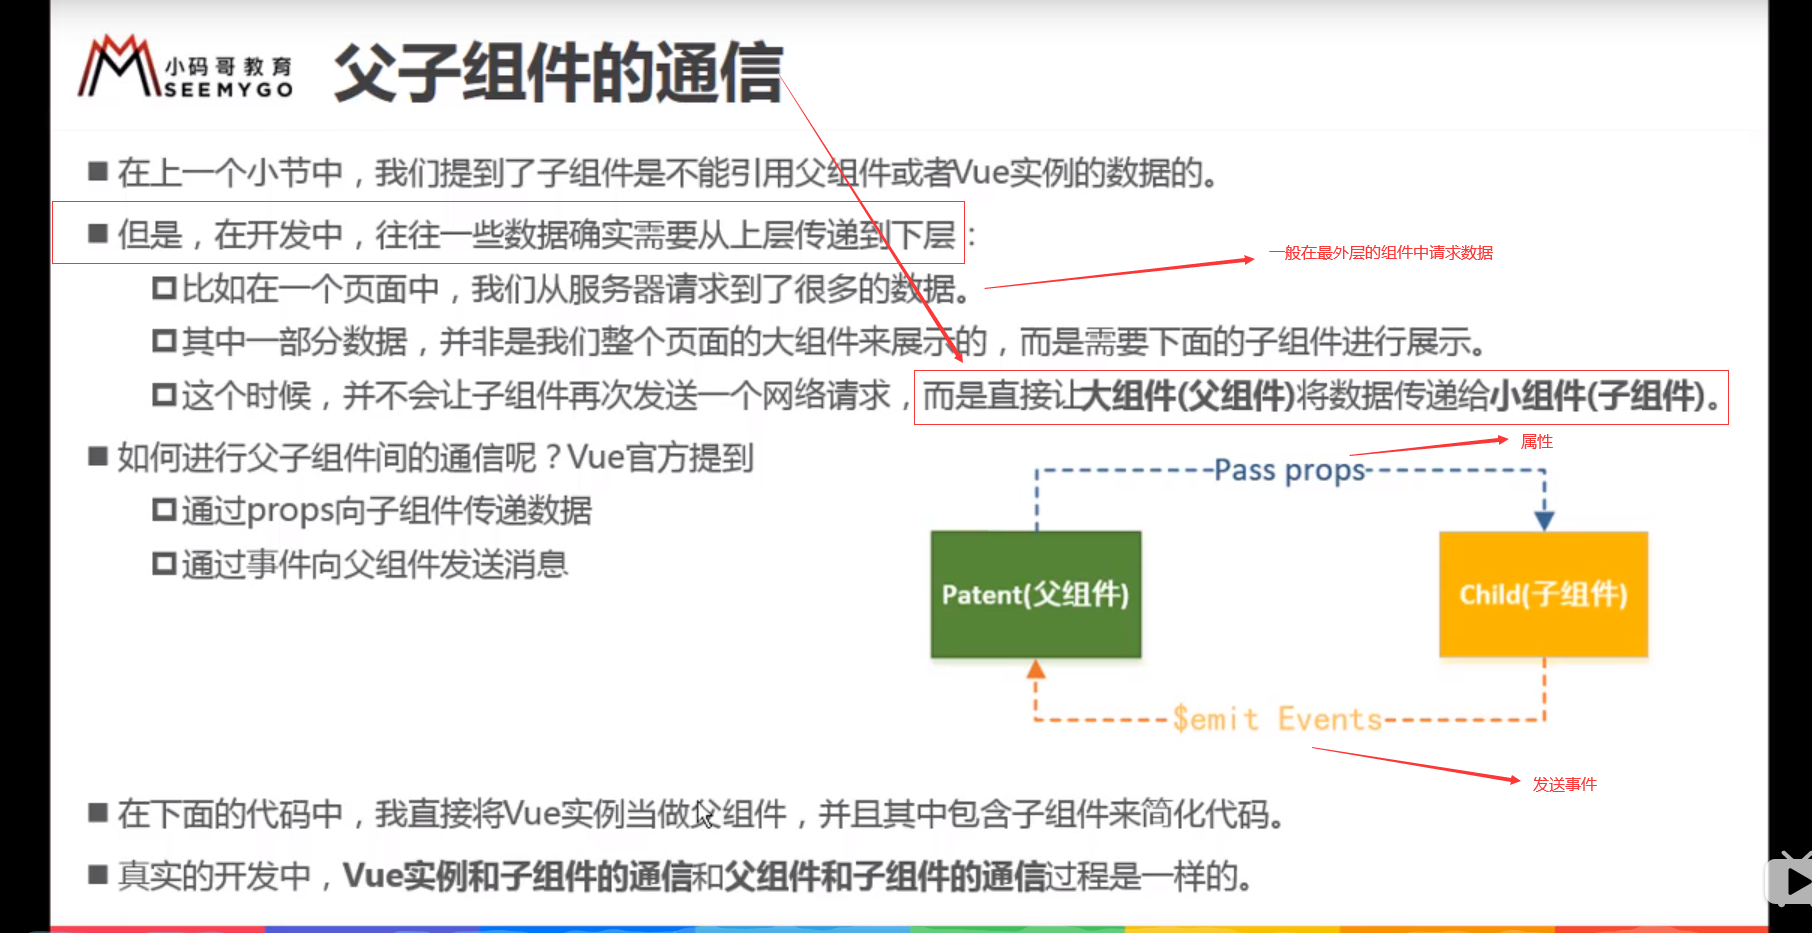 小码哥教育
SEEMYGO
父子组件的通信
在上一个小节中，我们提到了子组件是不能引用父组件或者Vue实例的数据的。
但是，在开发中，往往一些数据确实需要从上层传递到下层：
比如在一个页面中，我们从服务器请求到了很多的数据。
一般在最外层的组件中请求数据
其中一部分数据，并非是我们整个页面的大组件来展示的，而是需要下面的子组件进行展示。
这个时候，并不会让子组件再次发送一个网络请求，而是直接让大组件(父组件)将数据传递给小组件(子组件)。
如何进行父子组件间的通信呢？Vue官方提到
属性
Pass props
通过props向子组件传递数据
通过事件向父组件发送消息
Patent(父组件)
Child(子组件)
$emit Events
发送事件
在下面的代码中，我直接将Vue实例当做父组件，并且其中包含子组件来简化代码。
真实的开发中，Vue实例和子组件的通信和父组件和子组件的通信过程是一样的。